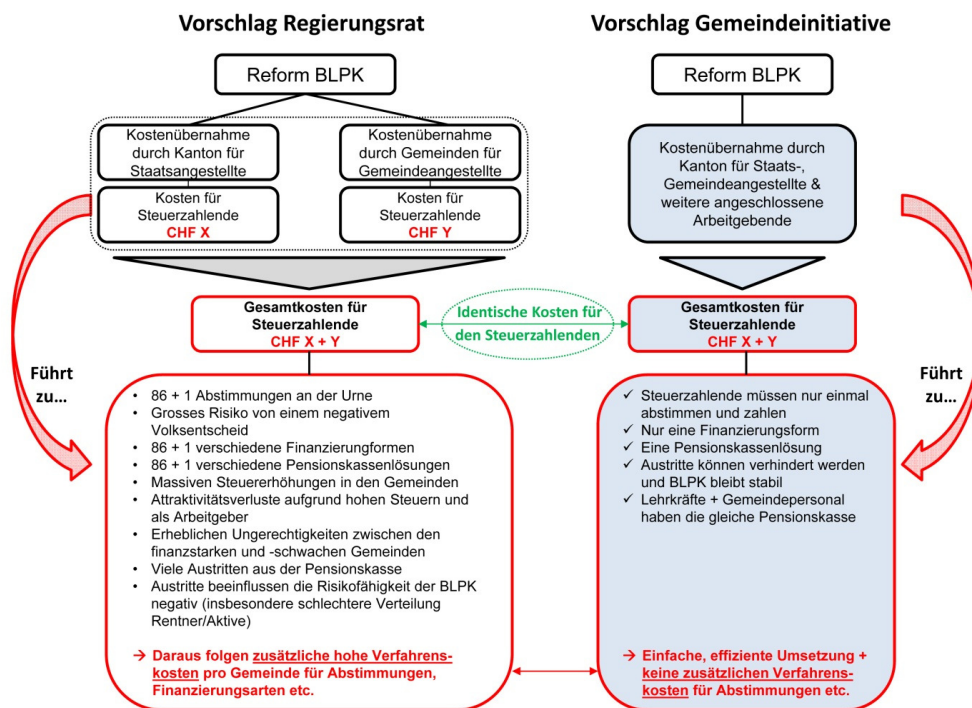 Vorschlag Regierungsrat
Reform BLPK
Kostenübernahme
durch Kanton für
Staatsangestellte
Kosten für
Steuerzahlende
CHF X
Kostenübernahme
durch Gemeinden für
Gemeindeangestellte
Kosten für
Steuerzahlende
CHF Y
Gesamtkosten für
Steuerzahlende
CHF X + Y
Führt
zu...
• 86 + 1 Abstimmungen an der Urne
• Grosses Risiko von einem negativem
Volksentscheid
• 86 + 1 verschiedene Finanzierungformen
• 86 + 1 verschiedene Pensionskassenlösungen
• Massiven Steuererhöhungen in den Gemeinden
• Attraktivitätsverluste aufgrund hohen Steuern und
als Arbeitgeber
• Erheblichen Ungerechtigkeiten zwischen den
finanzstarken und -schwachen Gemeinden
• Viele Austritten aus der Pensionskasse
• Austritte beeinflussen die Risikofähigkeit der BLPK
negativ (insbesondere schlechtere Verteilung
Rentner/Aktive)
→ Daraus folgen zusätzliche hohe Verfahrens-
kosten pro Gemeinde für Abstimmungen,
Finanzierungsarten etc.
Identische Kosten für
den Steuerzahlenden
Vorschlag Gemeindeinitiative
Reform BLPK
Kostenübernahme durch
Kanton für Staats-,
Gemeindeangestellte &
weitere angeschlossene
Arbeitgebende
Gesamtkosten für
Steuerzahlende
CHF X + Y
Führt
zu...
✓ Steuerzahlende müssen nur einmal
abstimmen und zahlen
✓ Nur eine Finanzierungsform
✓ Eine Pensionskassenlösung
✓ Austritte können verhindert werden
und BLPK bleibt stabil
✓ Lehrkräfte + Gemeindepersonal
haben die gleiche Pensionskasse
→ Einfache, effiziente Umsetzung +
keine zusätzlichen Verfahrens-
kosten für Abstimmungen etc.